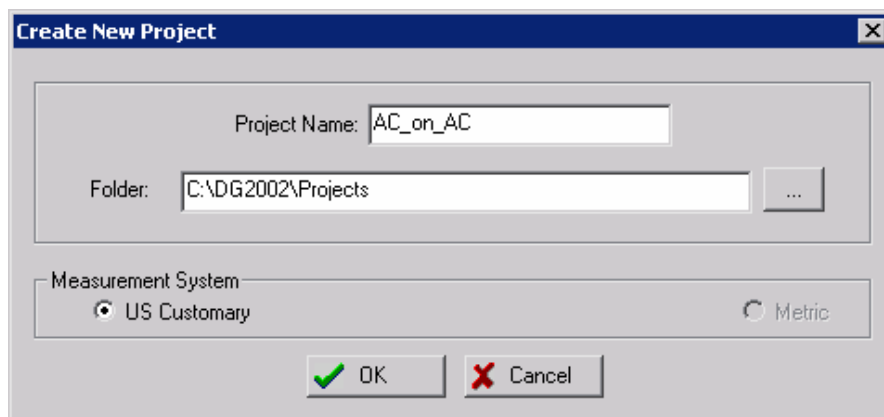 Create New Project
Project Name: AC_on_AC
Folder: C:\DG2002\Projects ...
Measurement System
US Customary Metric
OK Cancel